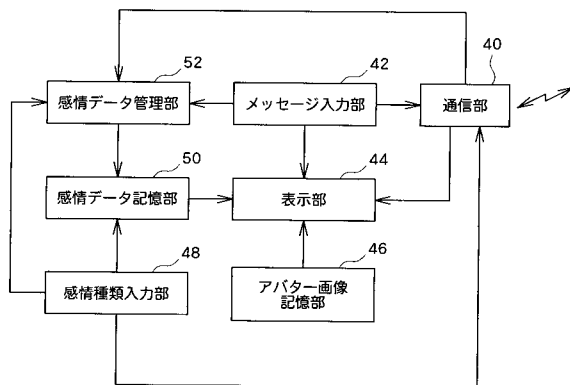 52
42
40
感情データ管理部
メッセージ入力部
通信部
50
44
感情データ記憶部
表示部
48
46
感情種類入力部
アバター画像
記憶部